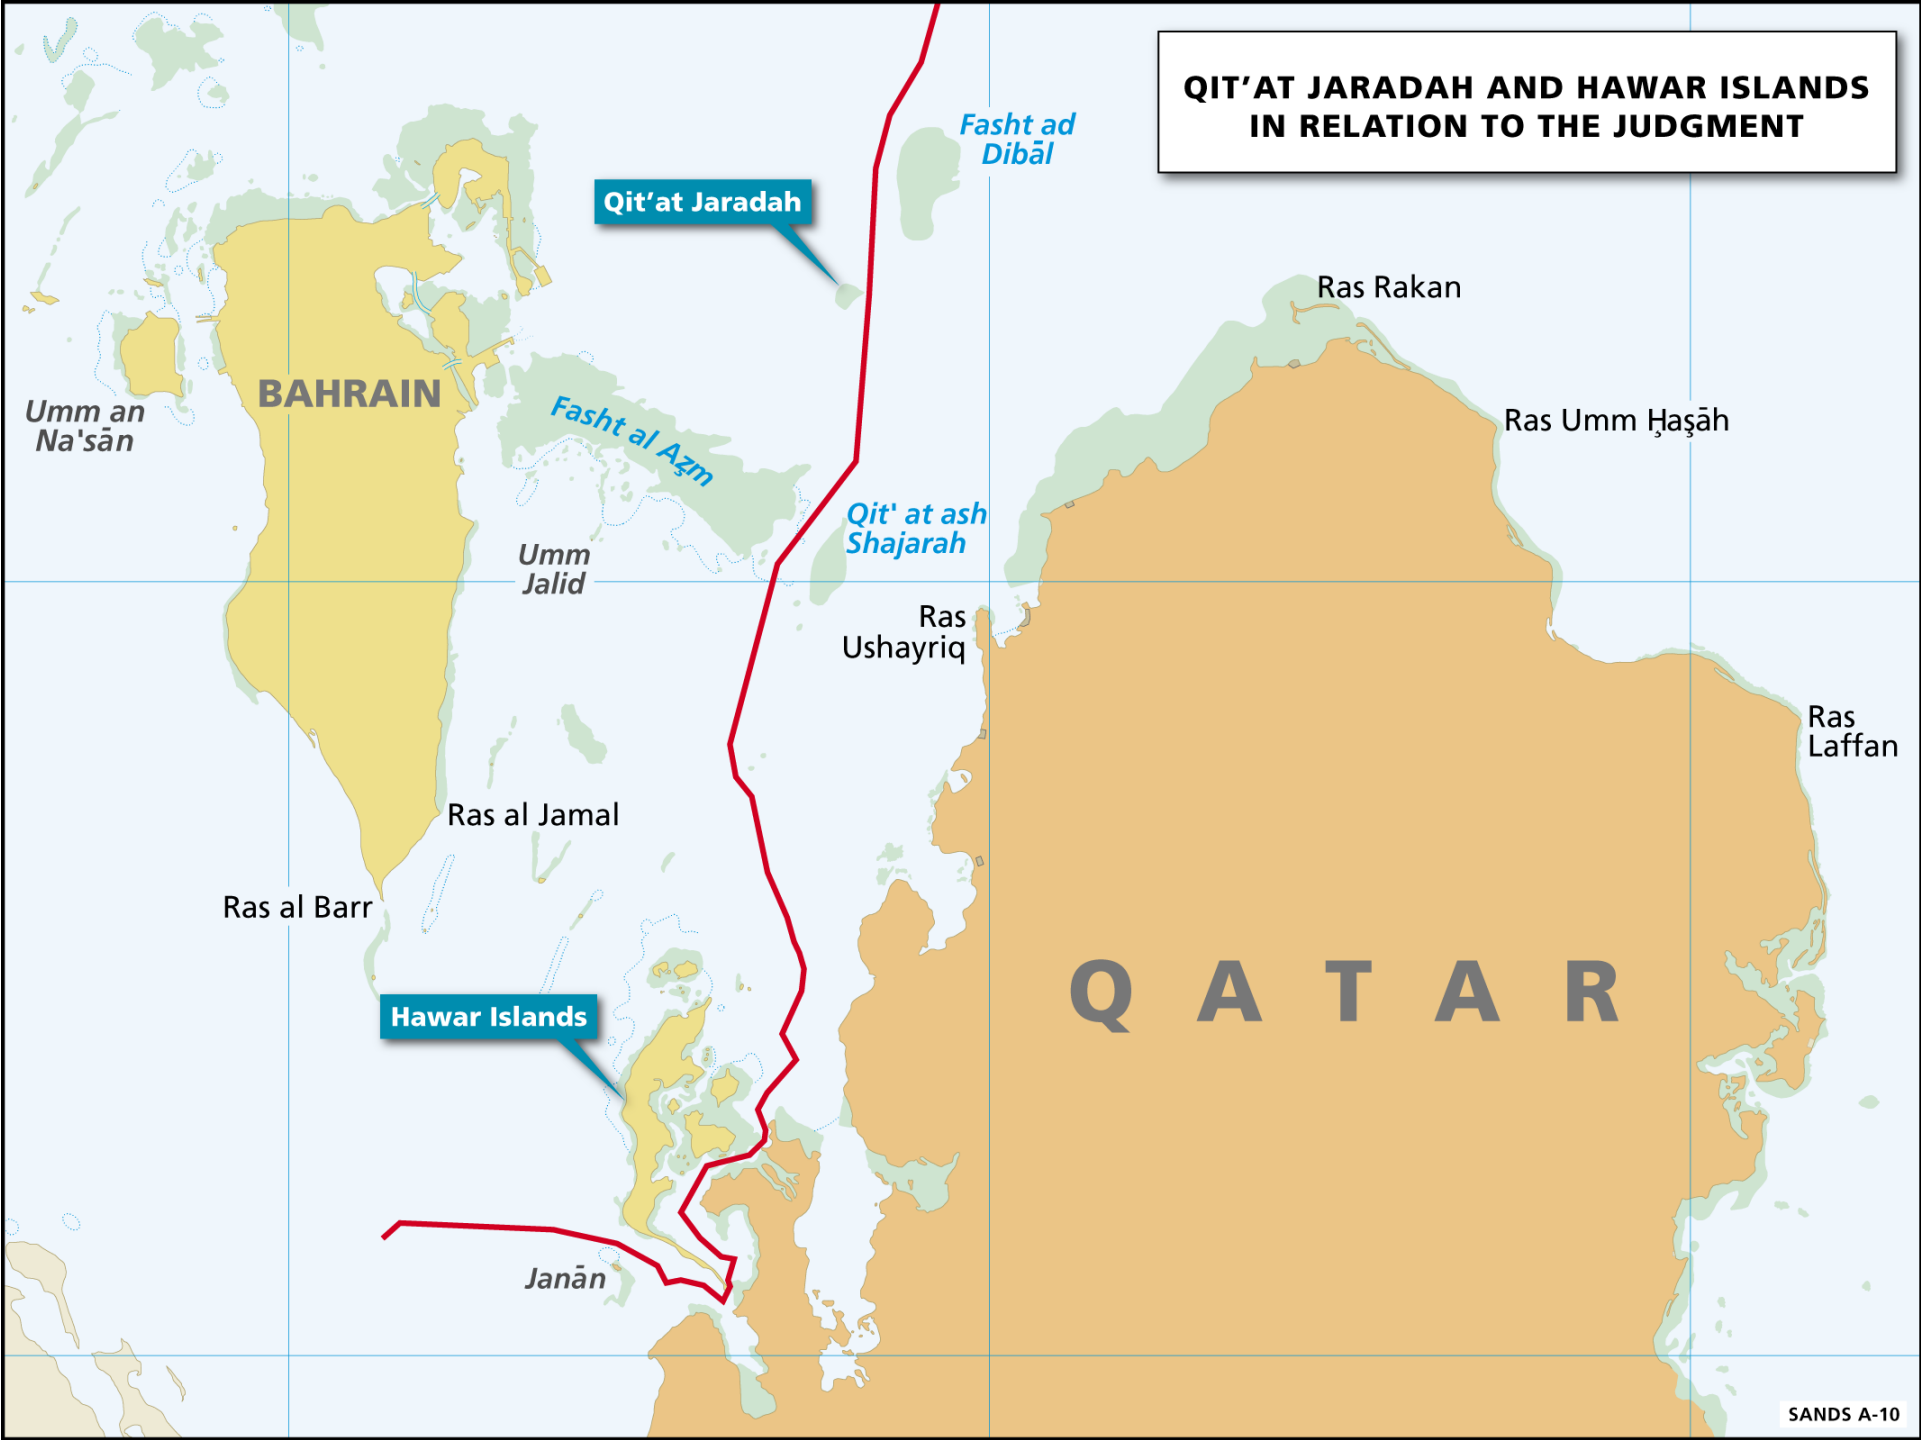 QIT’AT JARADAH AND HAWAR ISLANDS
IN RELATION TO THE JUDGMENT
Fasht ad
Dibāl
Qit’at Jaradah
Ras Rakan
BAHRAIN
Umm an
Na'sān
Fasht al Az̧m
Ras Umm Ḩaşāh
Qit' at ash
Shajarah
Umm
Jalid
Ras
Ushayriq
Ras
Laffan
Ras al Jamal
Ras al Barr
QATAR
Hawar Islands
Janān
SANDS A-10